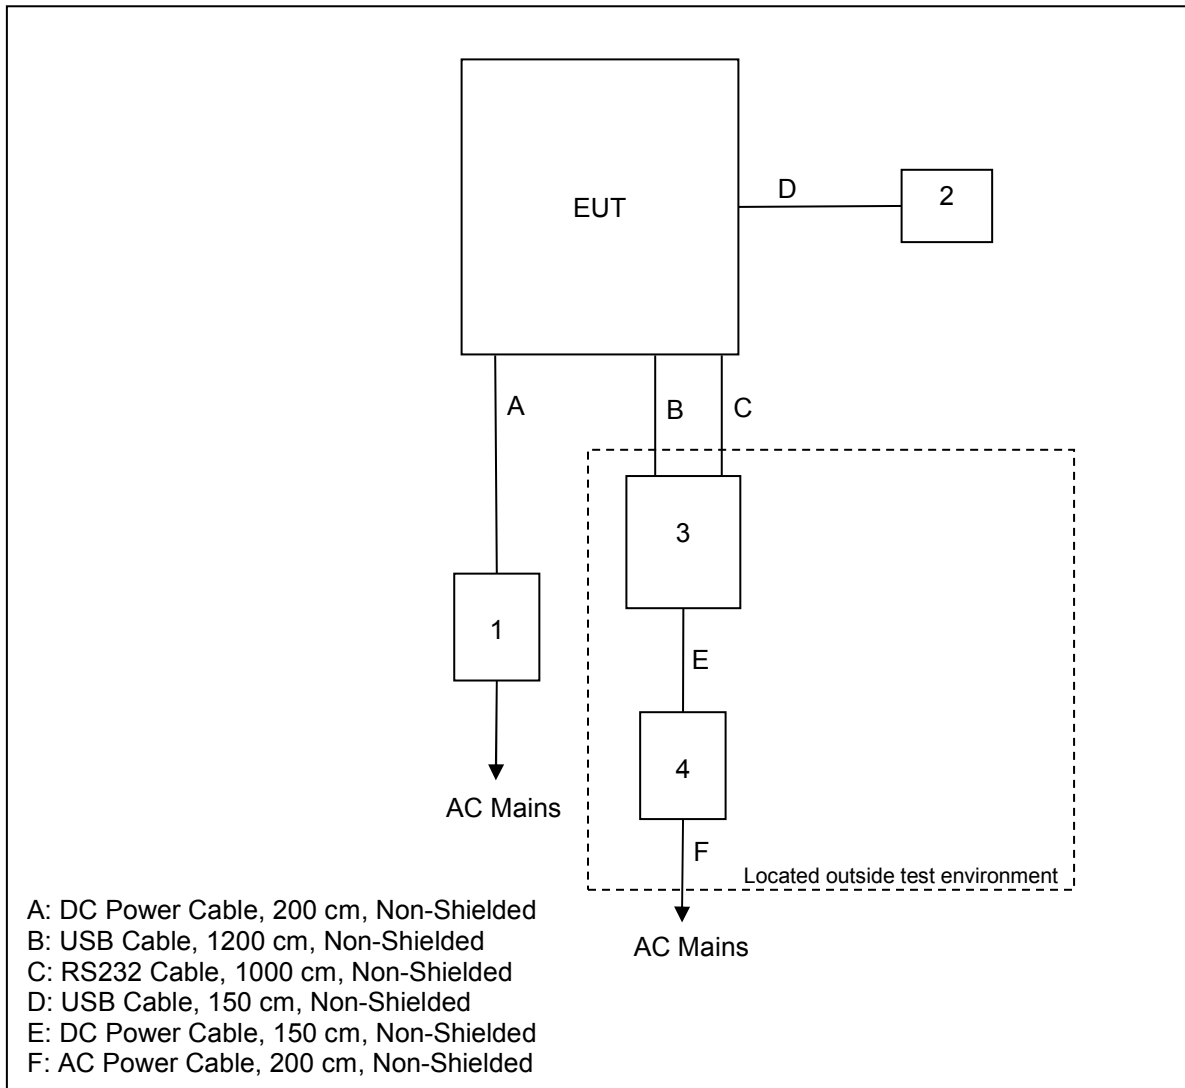 EUT
D
2
A
B
C
3
1
E
4
AC Mains
F
Located outside test environment
AC Mains
A: DC Power Cable, 200 cm, Non-Shielded
B: USB Cable, 1200 cm, Non-Shielded
C: RS232 Cable, 1000 cm, Non-Shielded
D: USB Cable, 150 cm, Non-Shielded
E: DC Power Cable, 150 cm, Non-Shielded
F: AC Power Cable, 200 cm, Non-Shielded